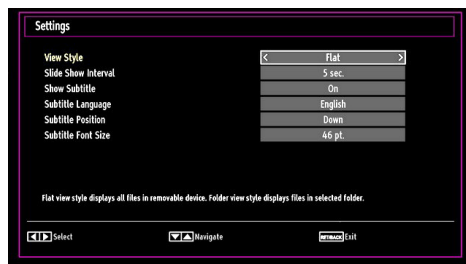 Settings
View Style < Flat >
Slide Show Interval 5 sec.
Show Subtitle On
Subtitle Language English
Subtitle Position Down
Subtitle Font Size 46 pt.
Flat view style displays all files in removable device. Folder view style displays files in selected folder.
Select Navigate RET/BACK Exit